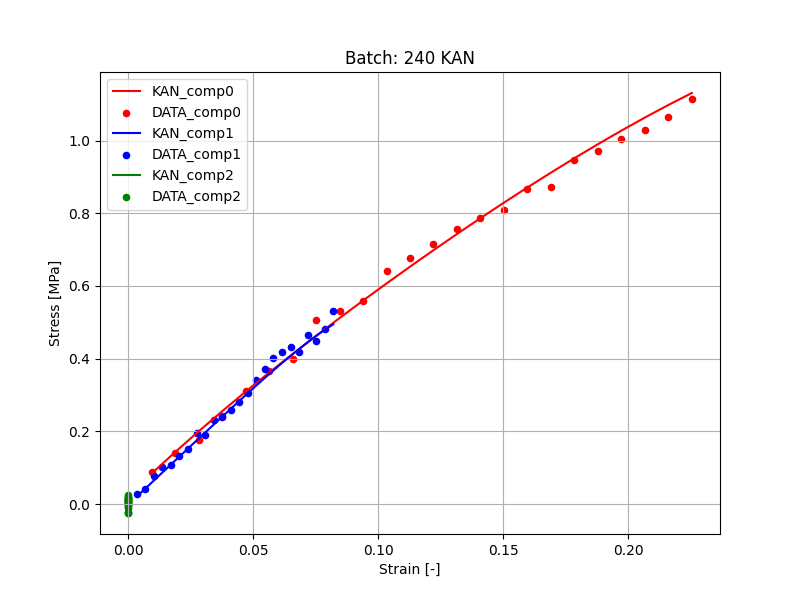 Batch: 240 KAN
KAN_comp0
DATA_comp0
KAN_comp1
DATA_comp1
KAN_comp2
DATA_comp2
1.0
0.8
0.6
0.4
0.2
0.0
Stress [MPa]
0.00 0.05 0.10 0.15 0.20
Strain [-]